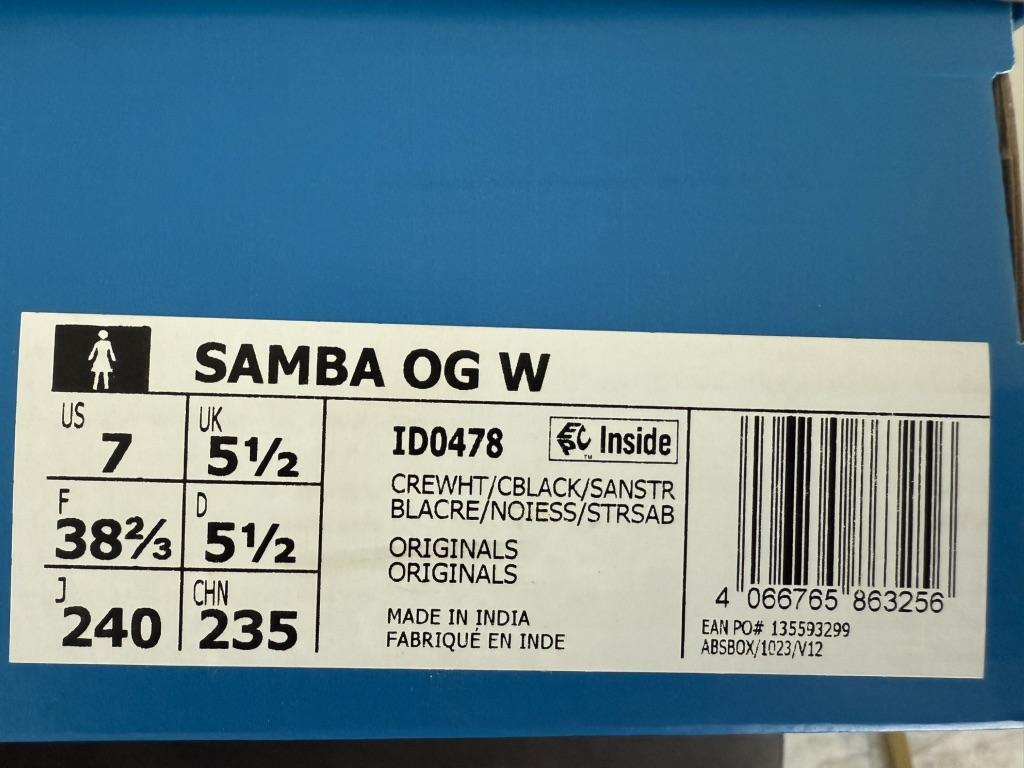 SAMBA OG W
US 7
UK 5½
F 38⅔
D 5½
J 240
CHN 235
ID0478
EPC™ Inside
CREWHT/CBLACK/SANSTR
BLACRE/NOIESS/STRSAB
ORIGINALS
ORIGINALS
MADE IN INDIA
FABRIQUÉ EN INDE
4 066765 863256
EAN PO# 135593299
ABSBOX/1023/V12